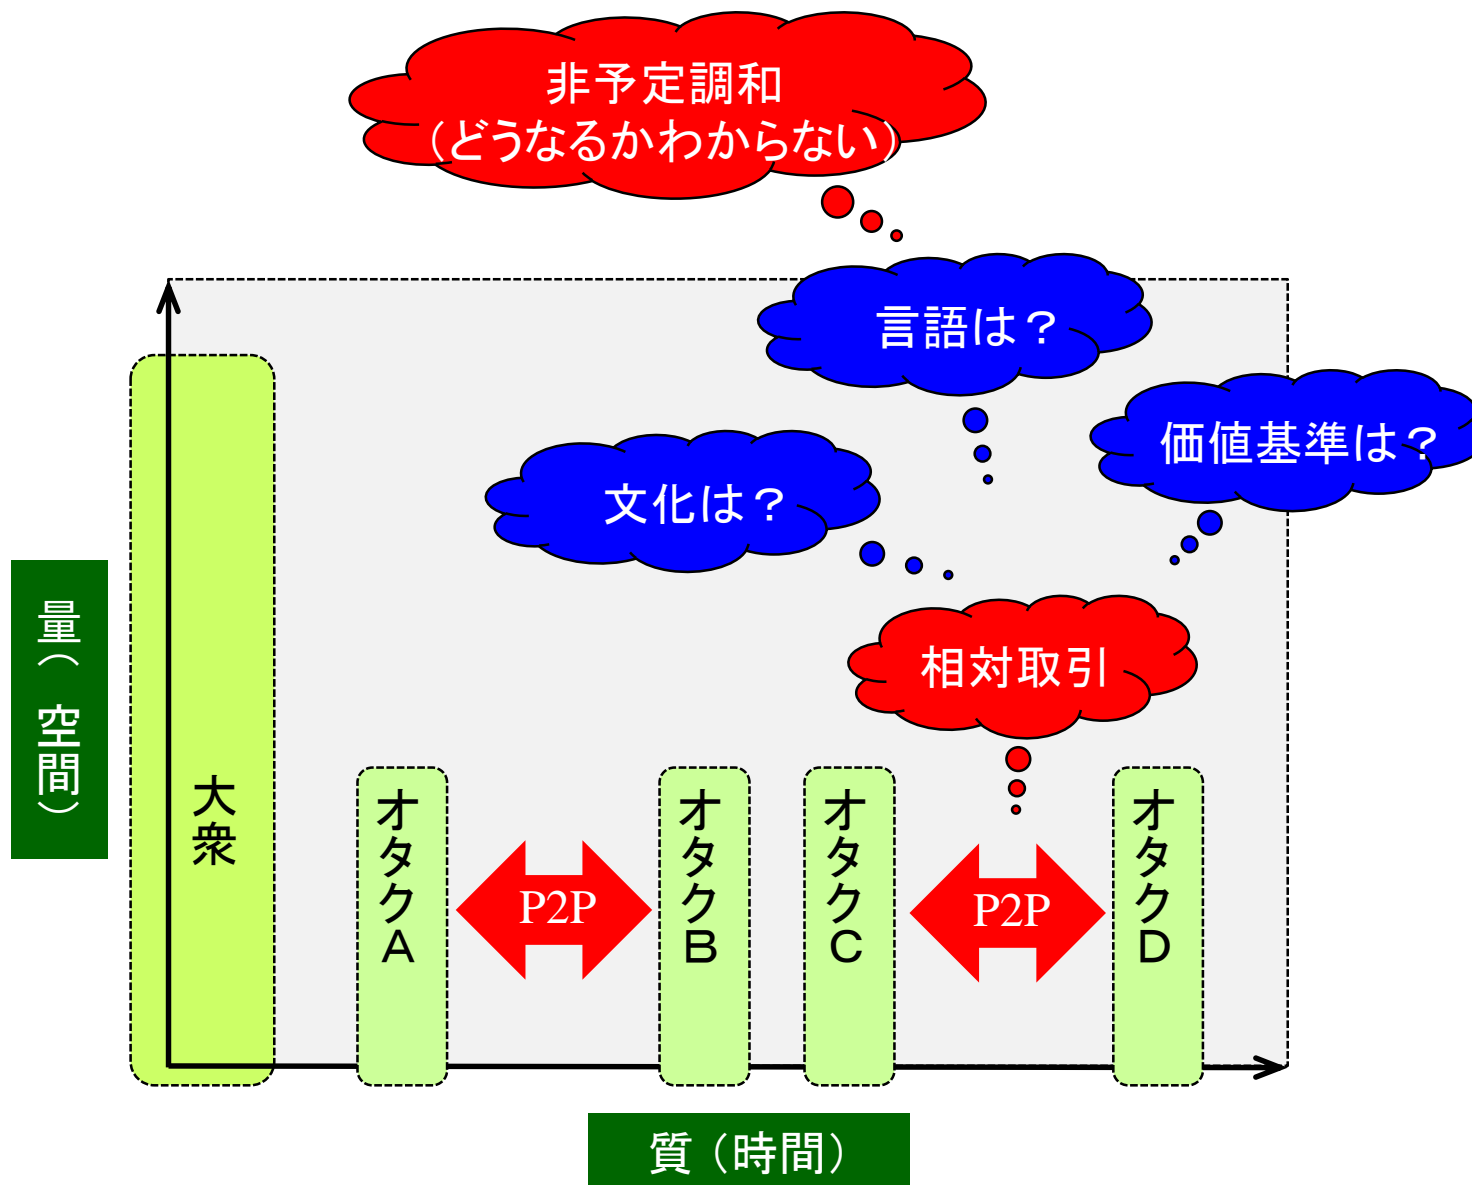 非予定調和
（どうなるかわからない）
言語は？
価値基準は？
文化は？
相対取引
量（空間）
大衆
オタクA
P2P
オタクB
オタクC
P2P
オタクD
質（時間）